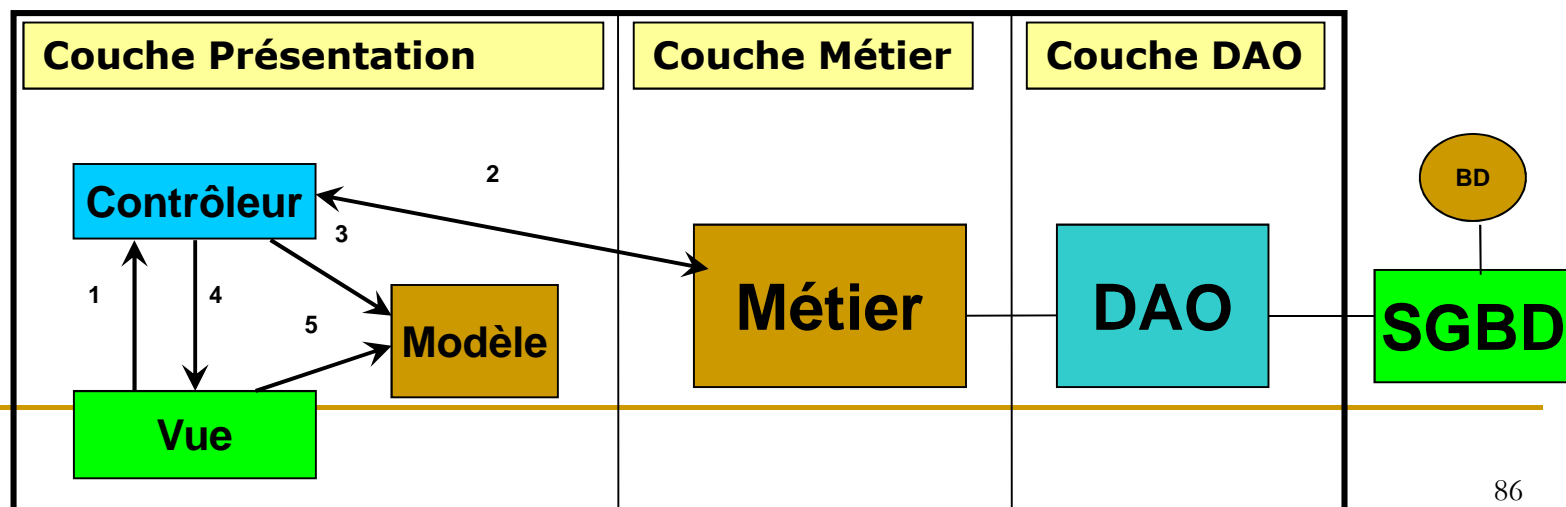 Couche Présentation
Couche Métier
Couche DAO
Contrôleur
2
3
1
4
5
Modèle
Vue
Métier
DAO
BD
SGBD
86